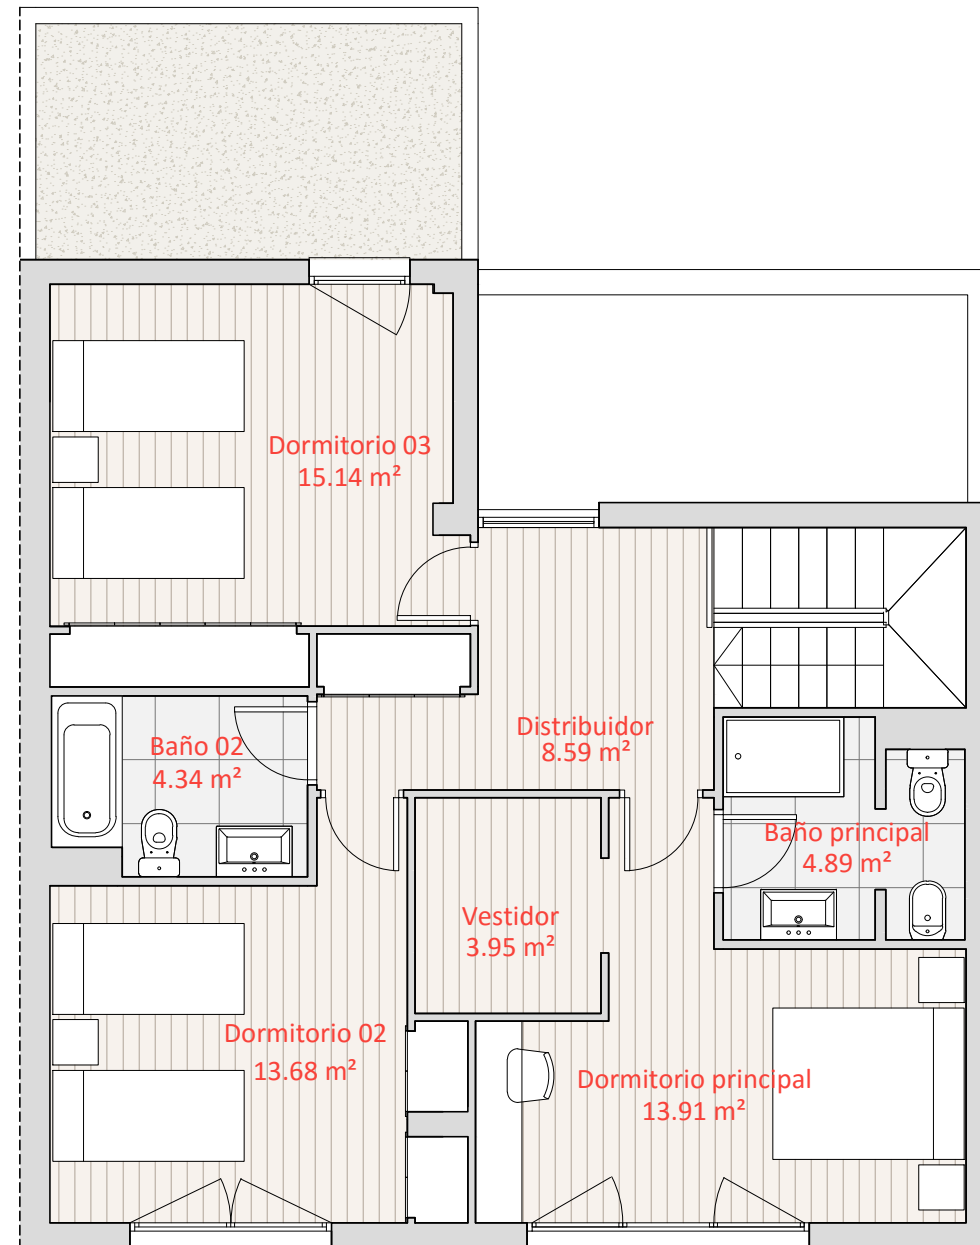 Dormitorio 03
15.14 m²
Distribuidor
8.59 m²
Baño 02
4.34 m²
Baño principal
4.89 m²
Vestidor
3.95 m²
Dormitorio 02
13.68 m²
Dormitorio principal
13.91 m²